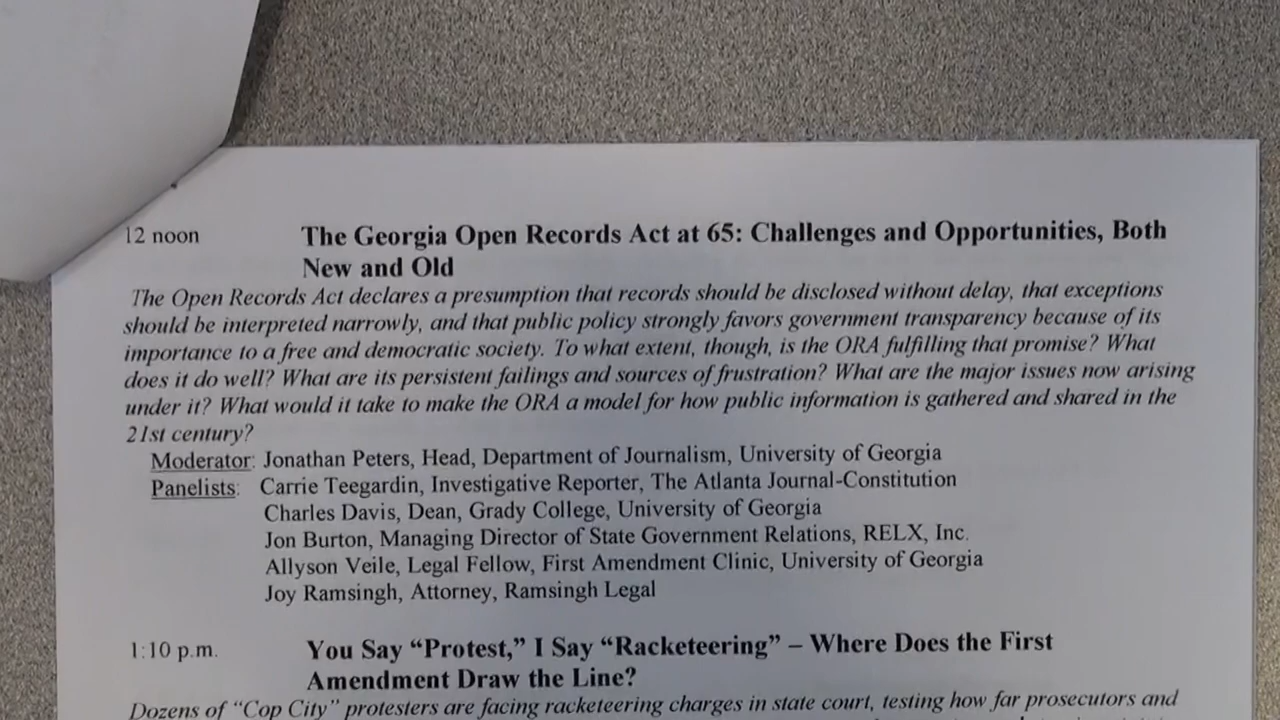 12 noon The Georgia Open Records Act at 65: Challenges and Opportunities, Both
New and Old
The Open Records Act declares a presumption that records should be disclosed without delay, that exceptions
should be interpreted narrowly, and that public policy strongly favors government transparency because of its
importance to a free and democratic society. To what extent, though, is the ORA fulfilling that promise? What
does it do well? What are its persistent failings and sources of frustration? What are the major issues now arising
under it? What would it take to make the ORA a model for how public information is gathered and shared in the
21st century?
Moderator: Jonathan Peters, Head, Department of Journalism, University of Georgia
Panelists: Carrie Teegardin, Investigative Reporter, The Atlanta Journal-Constitution
Charles Davis, Dean, Grady College, University of Georgia
Jon Burton, Managing Director of State Government Relations, RELX, Inc.
Allyson Veile, Legal Fellow, First Amendment Clinic, University of Georgia
Joy Ramsingh, Attorney, Ramsingh Legal
1:10 p.m. You Say “Protest,” I Say “Racketeering” – Where Does the First
Amendment Draw the Line?
Dozens of “Cop City” protesters are facing racketeering charges in state court, testing how far prosecutors and